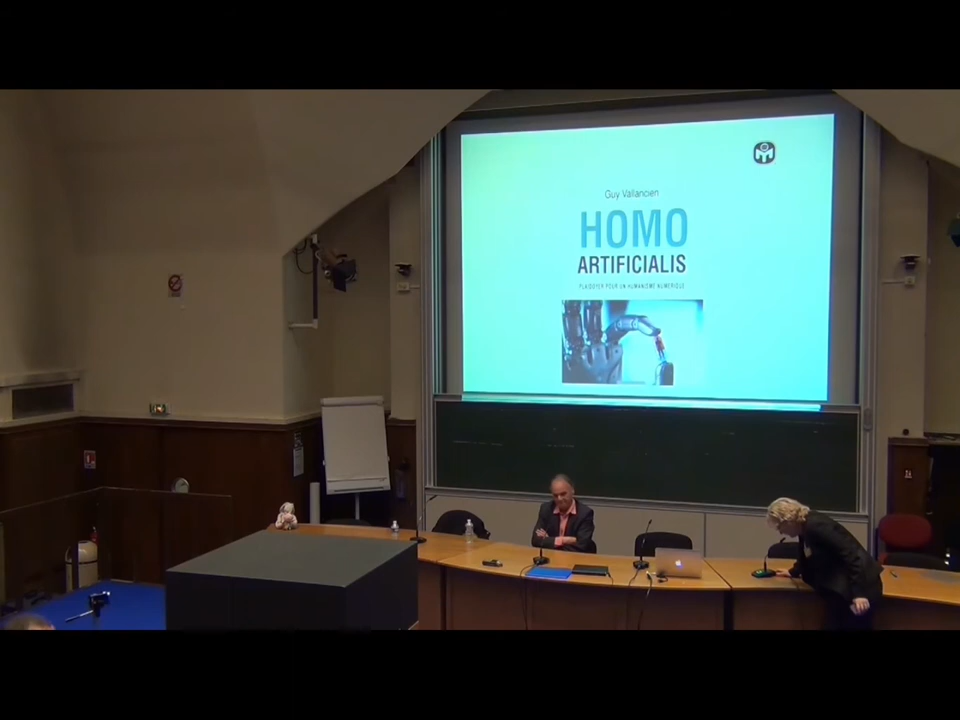 Guy Vallancien
HOMO
ARTIFICIALIS
PLAIDOYER POUR UN HUMANISME NUMÉRIQUE